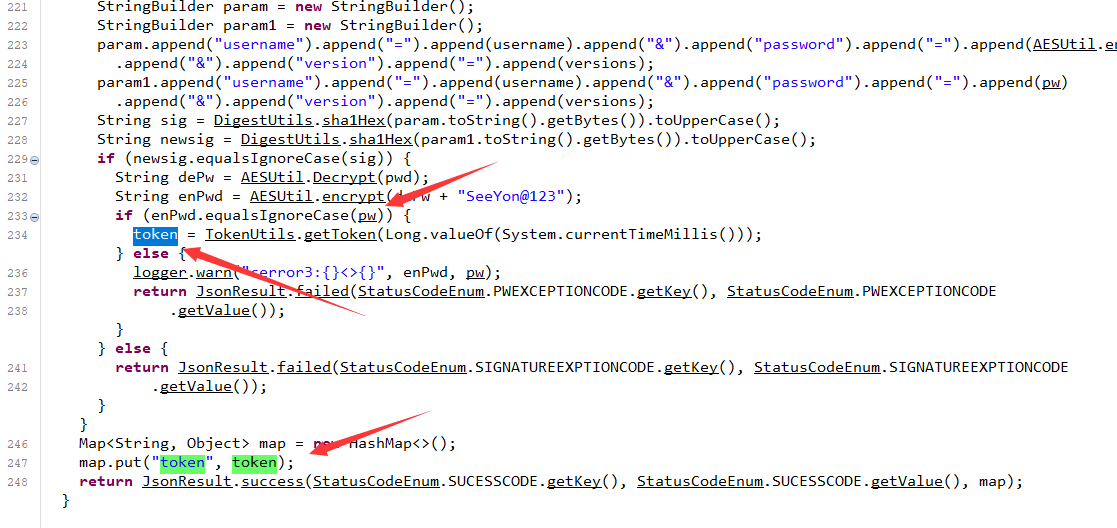 221 StringBuilder param = new StringBuilder();
222 StringBuilder param1 = new StringBuilder();
223 param.append("username").append("=").append(username).append("&").append("password").append("=").append(AESUtil.en
224 .append("&").append("version").append("=").append(versions);
225 param1.append("username").append("=").append(username).append("&").append("password").append("=").append(pw)
226 .append("&").append("version").append("=").append(versions);
227 String sig = DigestUtils.sha1Hex(param.toString().getBytes()).toUpperCase();
228 String newsig = DigestUtils.sha1Hex(param1.toString().getBytes()).toUpperCase();
229 if (newsig.equalsIgnoreCase(sig)) {
231 String dePw = AESUtil.Decrypt(pwd);
232 String enPwd = AESUtil.encrypt(dePw + "SeeYon@123");
233 if (enPwd.equalsIgnoreCase(pw)) {
234 token = TokenUtils.getToken(Long.valueOf(System.currentTimeMillis()));
} else {
236 logger.warn("serror3:{}<>{}", enPwd, pw);
237 return JsonResult.failed(StatusCodeEnum.PWEXCEPTIONCODE.getKey(), StatusCodeEnum.PWEXCEPTIONCODE
238 .getValue());
}
} else {
241 return JsonResult.failed(StatusCodeEnum.SIGNATUREEXPTIONCODE.getKey(), StatusCodeEnum.SIGNATUREEXPTIONCODE
242 .getValue());
}
}
246 Map<String, Object> map = new HashMap<>();
247 map.put("token", token);
248 return JsonResult.success(StatusCodeEnum.SUCESSCODE.getKey(), StatusCodeEnum.SUCESSCODE.getValue(), map);
}